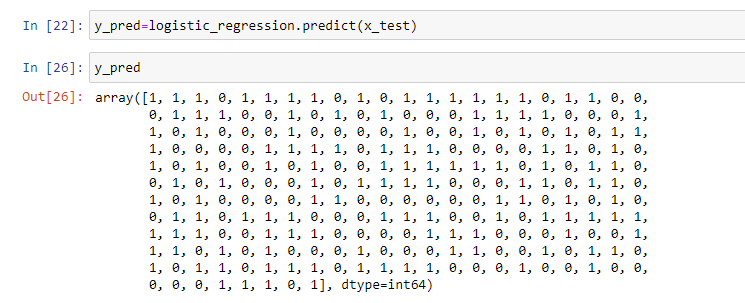 In [22]: y_pred=logistic_regression.predict(x_test)
In [26]: y_pred
Out[26]: array([1, 1, 1, 0, 1, 1, 1, 1, 0, 1, 0, 1, 1, 1, 1, 1, 1, 0, 1, 1, 0, 0,
0, 1, 1, 1, 0, 0, 1, 0, 1, 0, 1, 0, 0, 0, 1, 1, 1, 1, 0, 0,
0, 1, 1, 0, 1, 0, 0, 0, 1, 0, 0, 0, 0, 1, 0, 0, 1, 0, 1, 0, 1, 0, 1, 1,
1, 0, 0, 0, 0, 1, 1, 1, 1, 0, 1, 1, 1, 0, 0, 0, 0, 1, 1, 0, 1, 0,
1, 0, 1, 0, 0, 1, 0, 1, 0, 0, 1, 1, 1, 1, 1, 1, 0, 1, 0, 1, 1, 0,
0, 1, 0, 1, 0, 0, 0, 1, 0, 1, 1, 1, 1, 1, 0, 0, 0, 1, 1, 0, 1, 1, 0,
1, 0, 1, 0, 0, 0, 0, 1, 1, 0, 0, 0, 0, 0, 0, 1, 1, 0, 1, 0, 1, 0,
0, 1, 1, 0, 1, 1, 1, 0, 0, 0, 1, 1, 1, 0, 0, 1, 0, 1, 1, 1, 1, 1,
1, 1, 1, 0, 0, 1, 1, 1, 0, 0, 0, 0, 1, 1, 1, 0, 0, 0, 1, 0, 0, 1,
1, 1, 0, 1, 0, 1, 0, 0, 0, 1, 0, 0, 0, 1, 1, 0, 0, 1, 0, 1, 1, 0,
1, 0, 1, 1, 0, 1, 1, 1, 0, 1, 1, 1, 1, 0, 0, 0, 1, 0, 0, 1, 0, 0,
0, 0, 0, 1, 1, 1, 0, 1], dtype=int64)